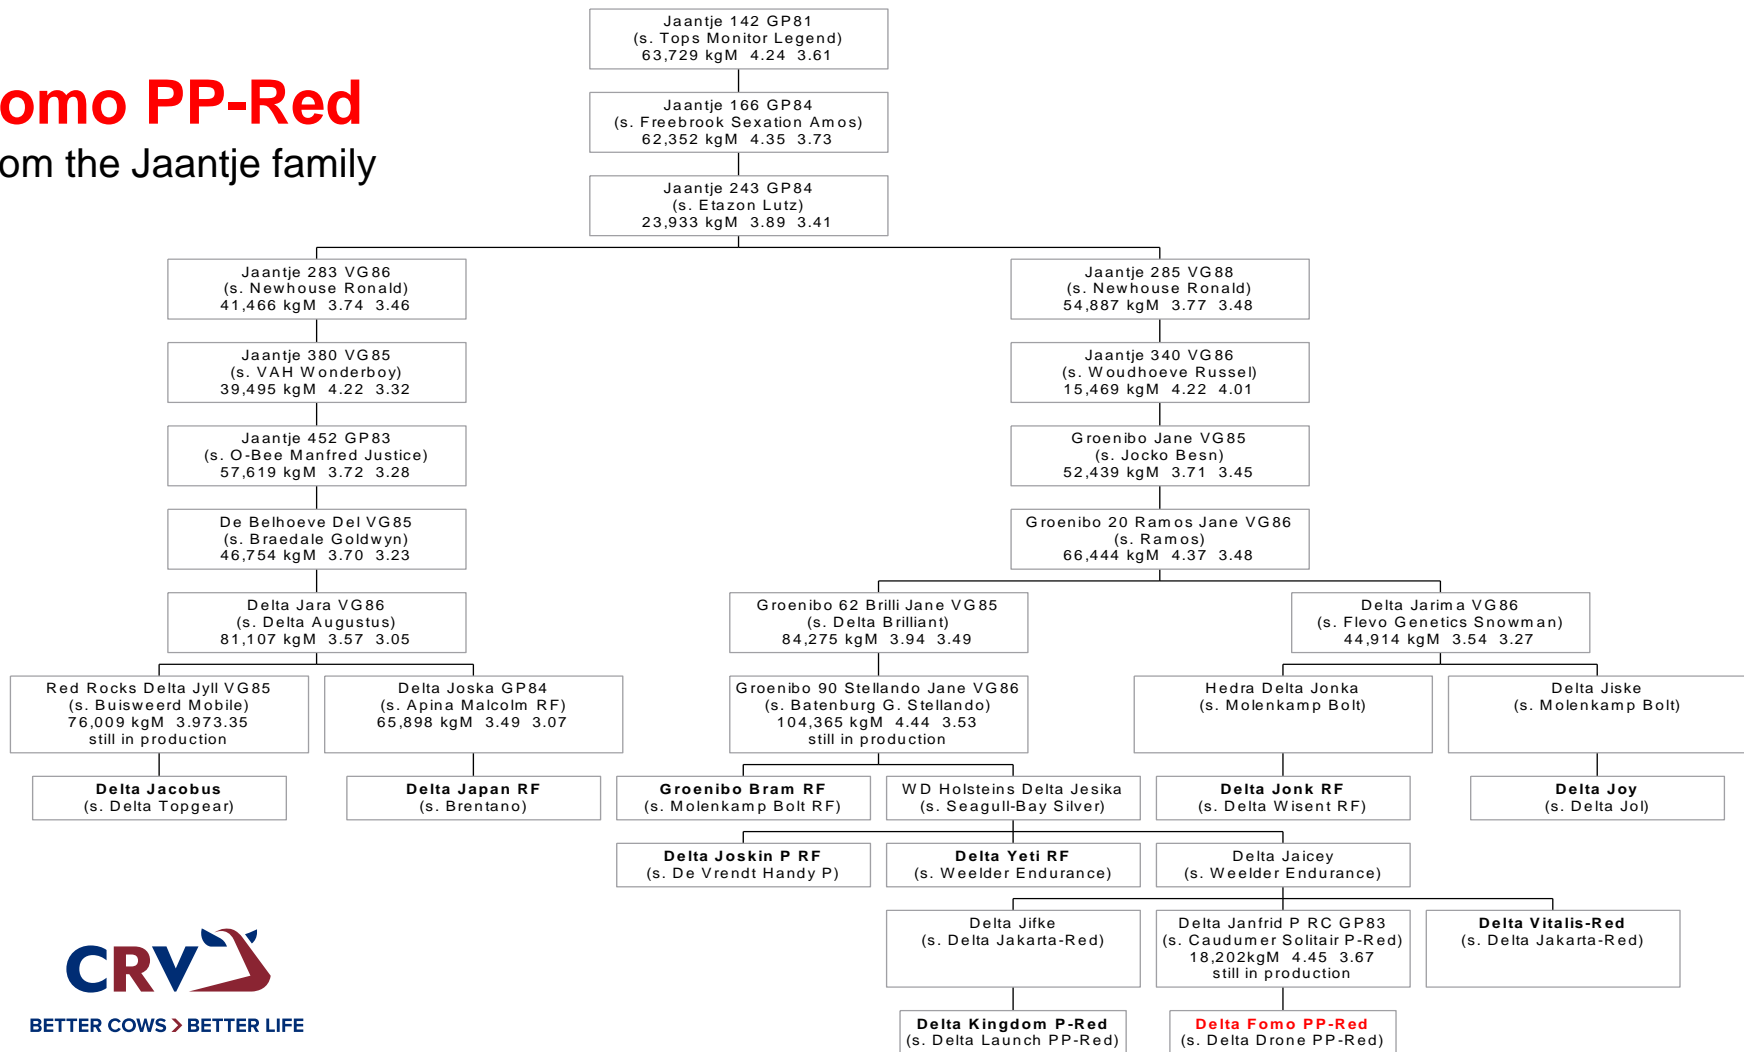 Jaantje 142 GP81
(s. Tops Monitor Legend)
63,729 kgM 4.24 3.61
omo PP-Red
om the Jaantje family
Jaantje 166 GP84
(s. Freebrook Sexation Amos)
62,352 kgM 4.35 3.73
Jaantje 243 GP84
(s. Etazon Lutz)
23,933 kgM 3.89 3.41
Jaantje 283 VG86
(s. Newhouse Ronald)
41,466 kgM 3.74 3.46
Jaantje 285 VG88
(s. Newhouse Ronald)
54,887 kgM 3.77 3.48
Jaantje 380 VG85
(s. VAH Wonderboy)
39,495 kgM 4.22 3.32
Jaantje 340 VG86
(s. Woudhoeve Russel)
15,469 kgM 4.22 4.01
Jaantje 452 GP83
(s. O-Bee Manfred Justice)
57,619 kgM 3.72 3.28
Groenibo Jane VG85
(s. Jocko Besn)
52,439 kgM 3.71 3.45
De Belhoeve Del VG85
(s. Braedale Goldwyn)
46,754 kgM 3.70 3.23
Groenibo 20 Ramos Jane VG86
(s. Ramos)
66,444 kgM 4.37 3.48
Delta Jara VG86
(s. Delta Augustus)
81,107 kgM 3.57 3.05
Groenibo 62 Brilli Jane VG85
(s. Delta Brilliant)
84,275 kgM 3.94 3.49
Delta Jarima VG86
(s. Flevo Genetics Snowman)
44,914 kgM 3.54 3.27
Red Rocks Delta Jyll VG85
(s. Buisweerd Mobile)
76,009 kgM 3.973.35
still in production
Delta Joska GP84
(s. Apina Malcolm RF)
65,898 kgM 3.49 3.07
Groenibo 90 Stellando Jane VG86
(s. Batenburg G. Stellando)
104,365 kgM 4.44 3.53
still in production
Hedra Delta Jonka
(s. Molenkamp Bolt)
Delta Jiske
(s. Molenkamp Bolt)
Delta Jacobus
(s. Delta Topgear)
Delta Japan RF
(s. Brentano)
Groenibo Bram RF
(s. Molenkamp Bolt RF)
WD Holsteins Delta Jesika
(s. Seagull-Bay Silver)
Delta Jonk RF
(s. Delta Wisent RF)
Delta Joy
(s. Delta Jol)
Delta Joskin P RF
(s. De Vrendt Handy P)
Delta Yeti RF
(s. Weelder Endurance)
Delta Jaicey
(s. Weelder Endurance)
Delta Jifke
(s. Delta Jakarta-Red)
Delta Janfrid P RC GP83
(s. Caudumer Solitair P-Red)
18,202kgM 4.45 3.67
still in production
Delta Vitalis-Red
(s. Delta Jakarta-Red)
Delta Kingdom P-Red
(s. Delta Launch PP-Red)
Delta Fomo PP-Red
(s. Delta Drone PP-Red)
CRV
BETTER COWS > BETTER LIFE